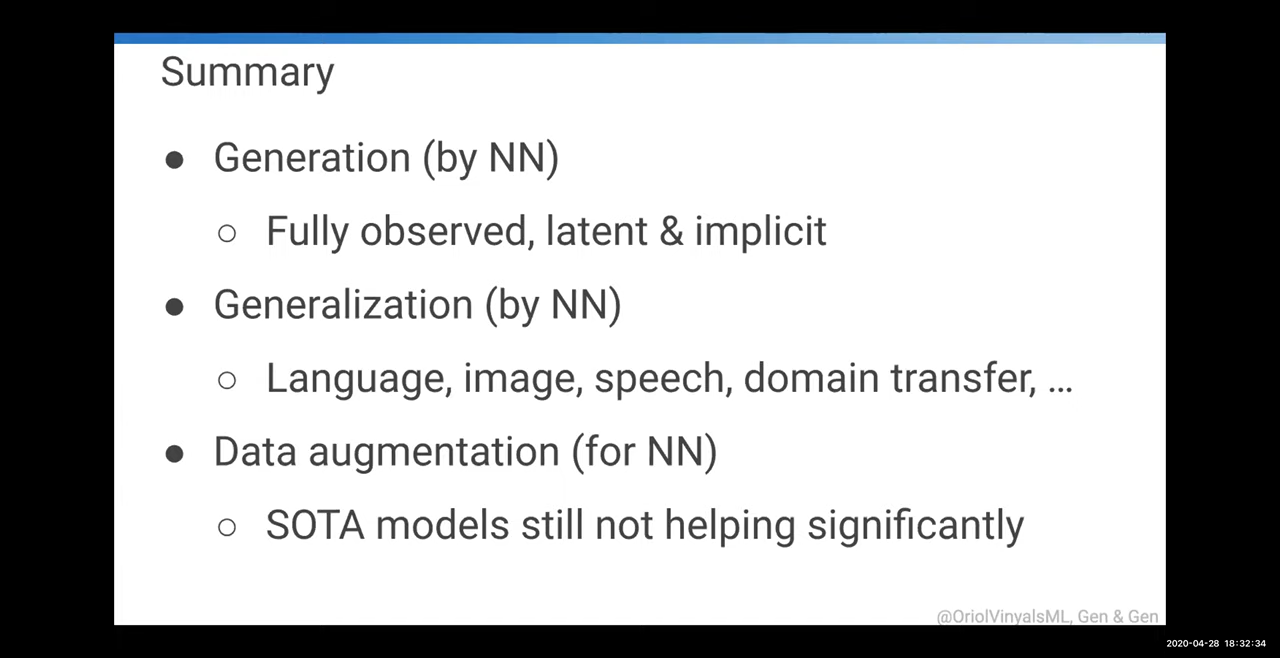 Summary
● Generation (by NN)
○ Fully observed, latent & implicit
● Generalization (by NN)
○ Language, image, speech, domain transfer, ...
● Data augmentation (for NN)
○ SOTA models still not helping significantly
@OriolVinyalsML, Gen & Gen
2020-04-28 18:32:34